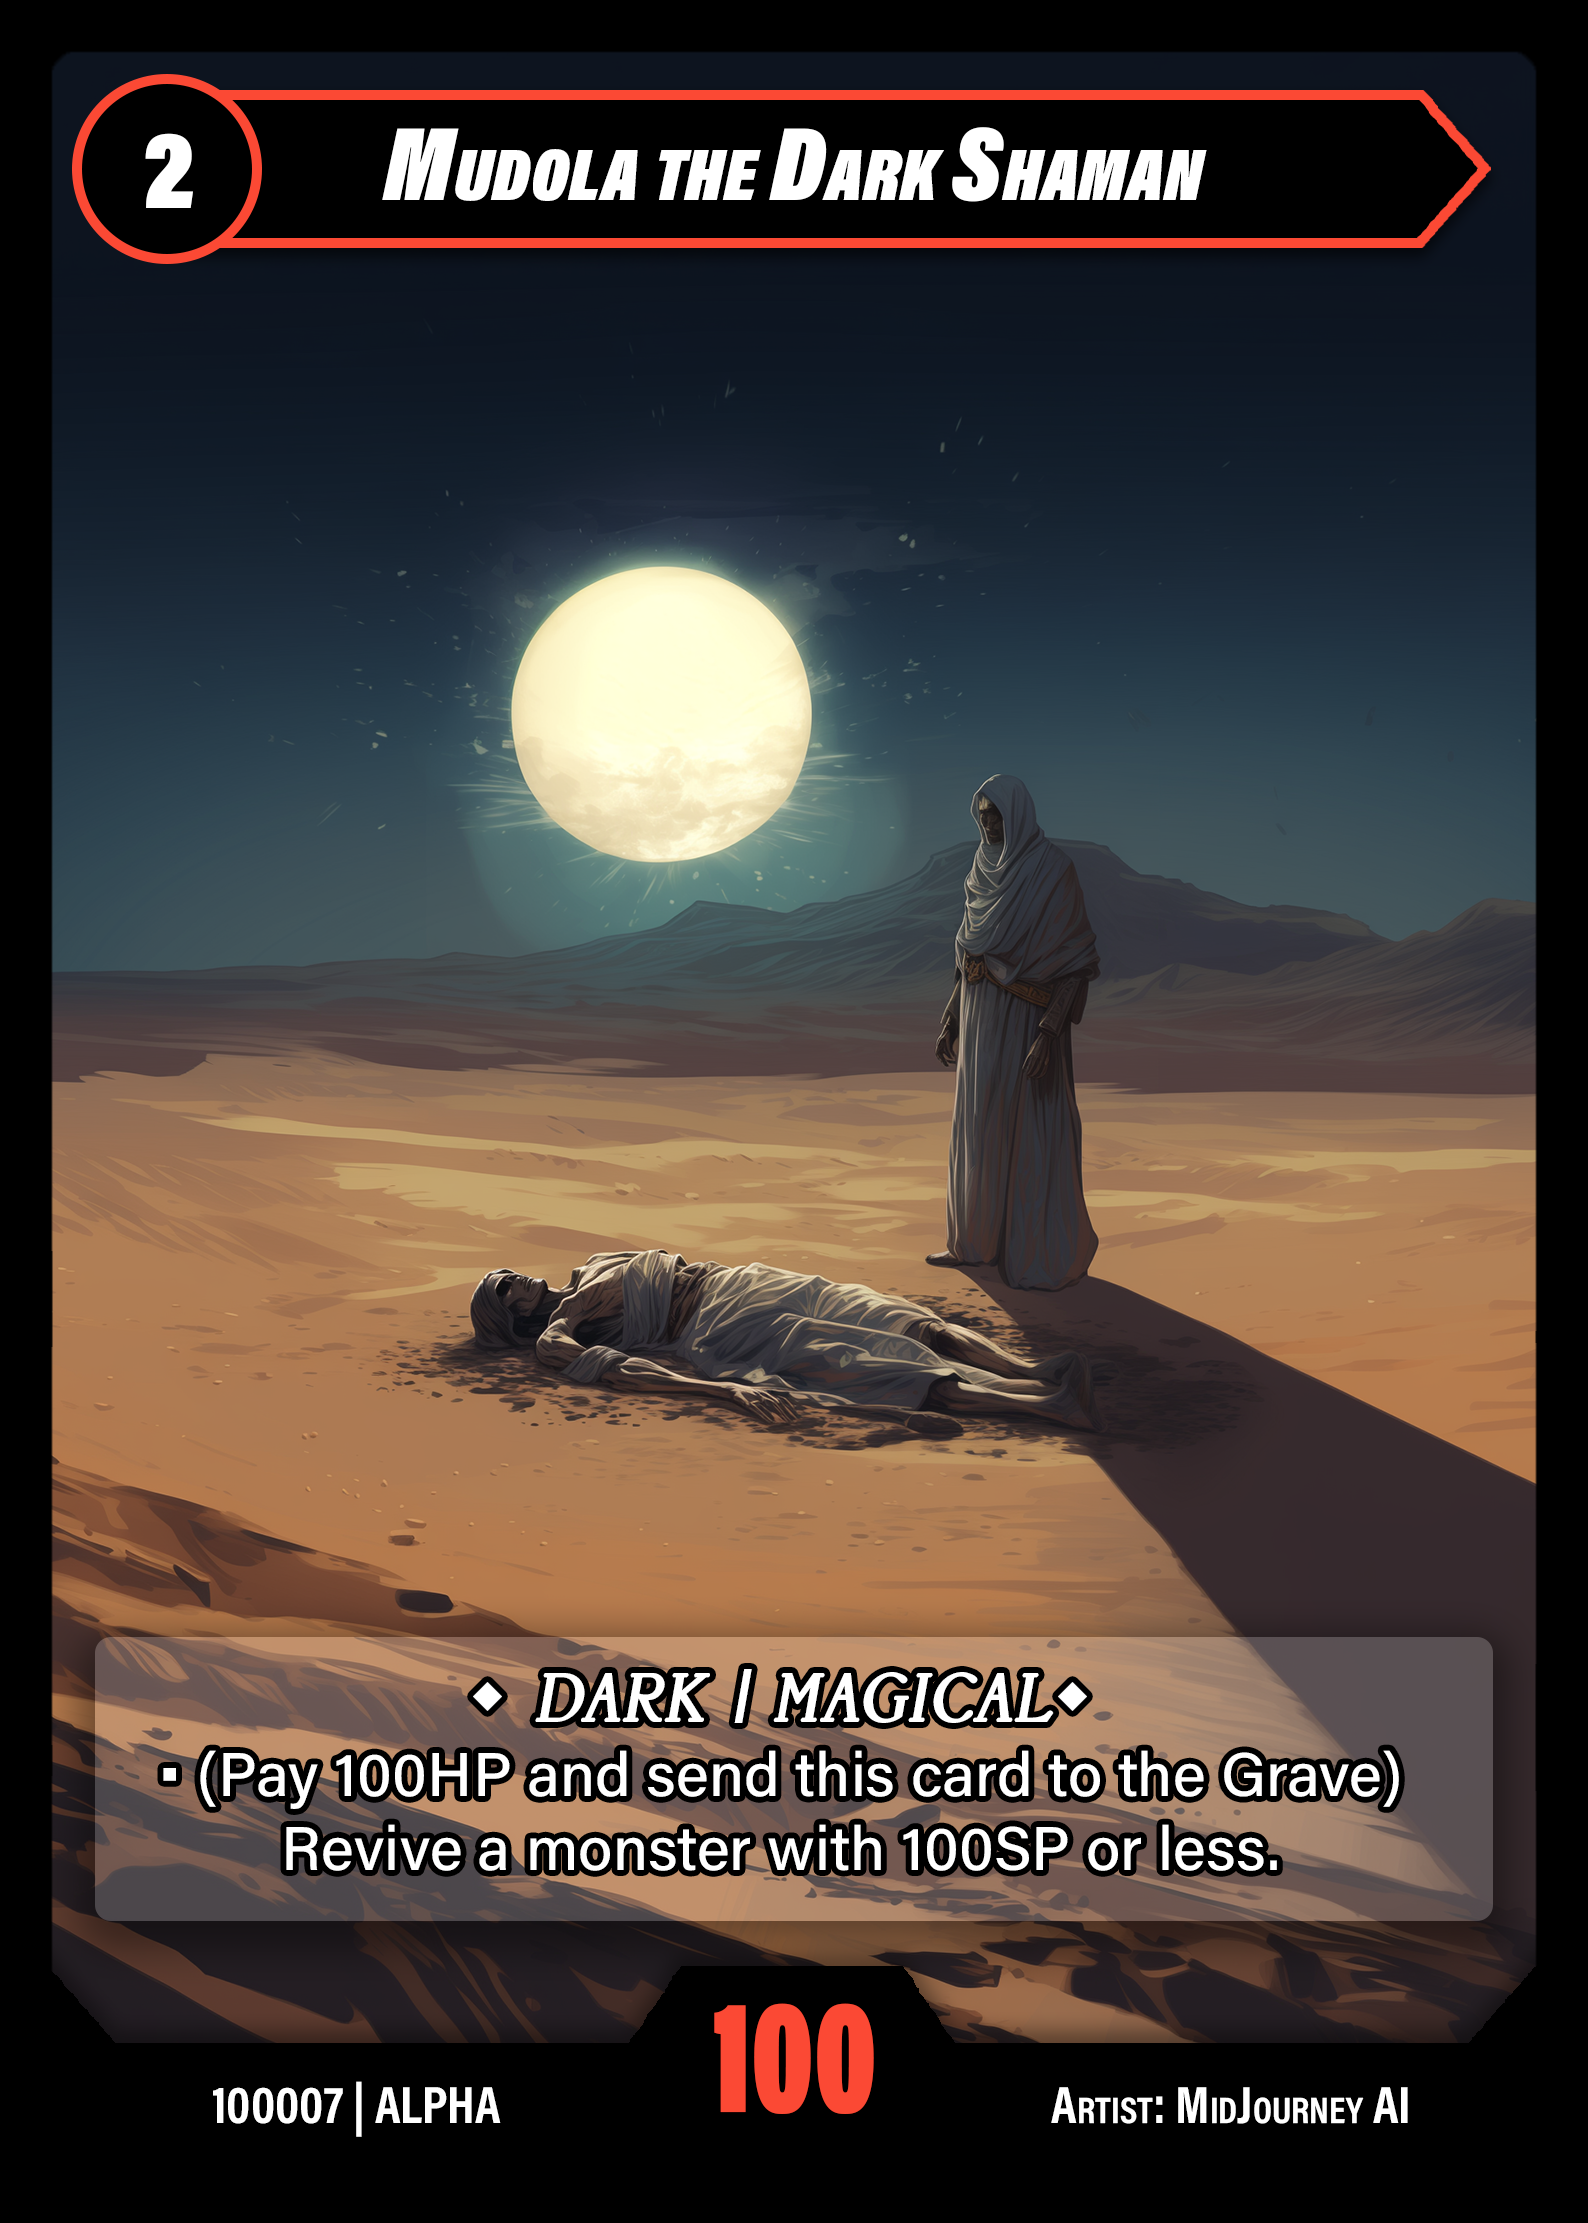 2
Mudola the Dark Shaman
◆ DARK / MAGICAL◆
▪ (Pay 100HP and send this card to the Grave)
Revive a monster with 100SP or less.
100
100007 | ALPHA
Artist: MidJourney AI